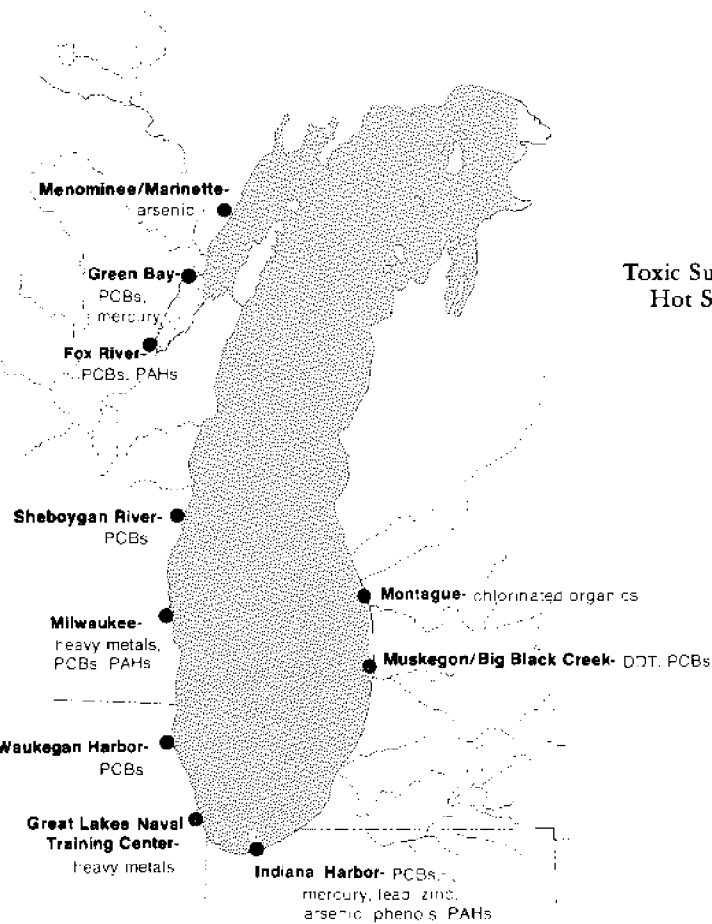 Menominee/Marinette-
arsenic
Green Bay-
PCBs,
mercury
Toxic
Hot
Fox River-
PCBs. PAHs
Sheboygan River-
PCBs
Montague- chlorinated organics
Milwaukee-
heavy metals,
PCBs PAHs
Muskegon/Big Black Creek- DDT, PCBs
Waukegan Harbor-
PCBs
Great Lakes Naval
Training Center-
heavy metals
Indiana Harbor- PCBs,
mercury, lead, zinc,
arsenic phenols PAHs